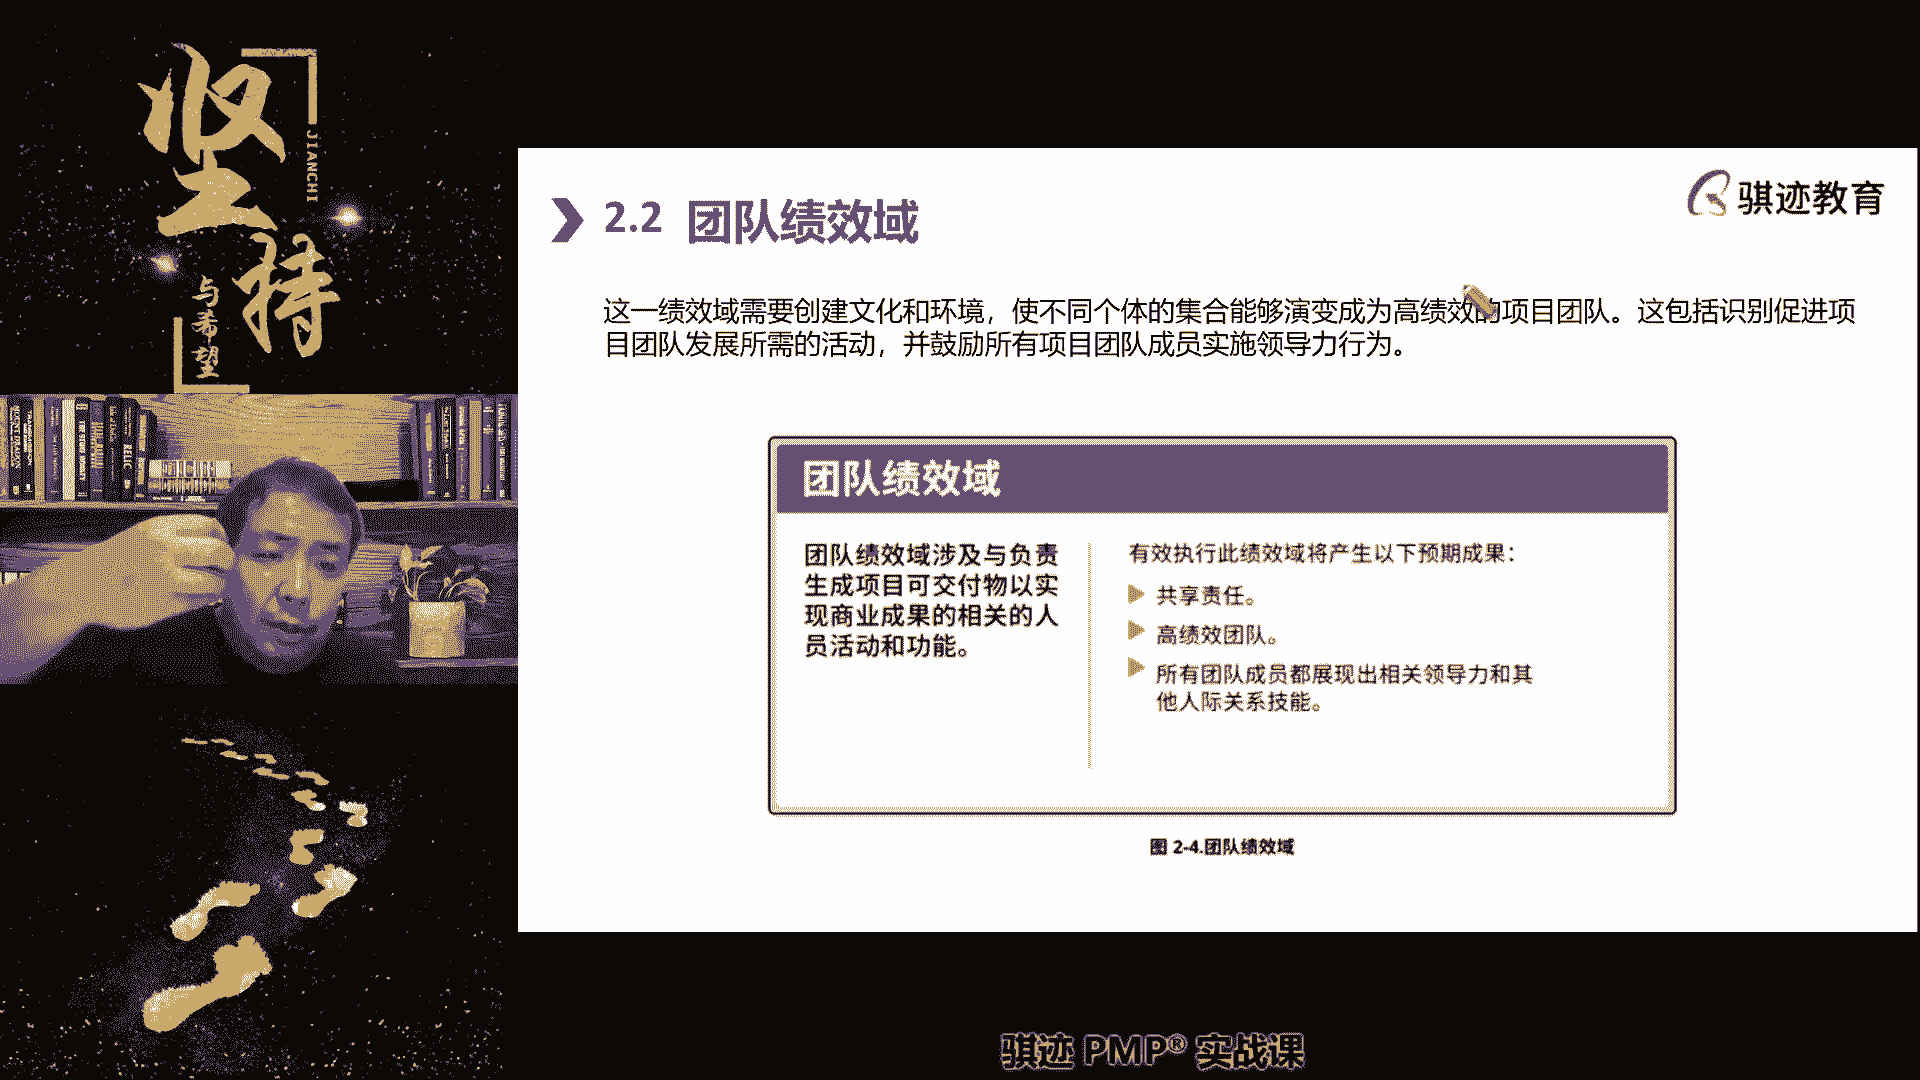 坚持
JIANCHI
与希望
骐迹教育
2.2 团队绩效域
这一绩效域需要创建文化和环境，使不同个体的集合能够演变成为高绩效的项目团队。这包括识别促进项
目团队发展所需的活动，并鼓励所有项目团队成员实施领导力行为。
团队绩效域
团队绩效域涉及与负责
生成项目可交付物以实
现商业成果的相关的人
员活动和功能。
有效执行此绩效域将产生以下预期成果：
共享责任。
高绩效团队。
所有团队成员都展现出相关领导力和其
他人际关系技能。
图 2-4.团队绩效域
骐迹 PMP® 实战课